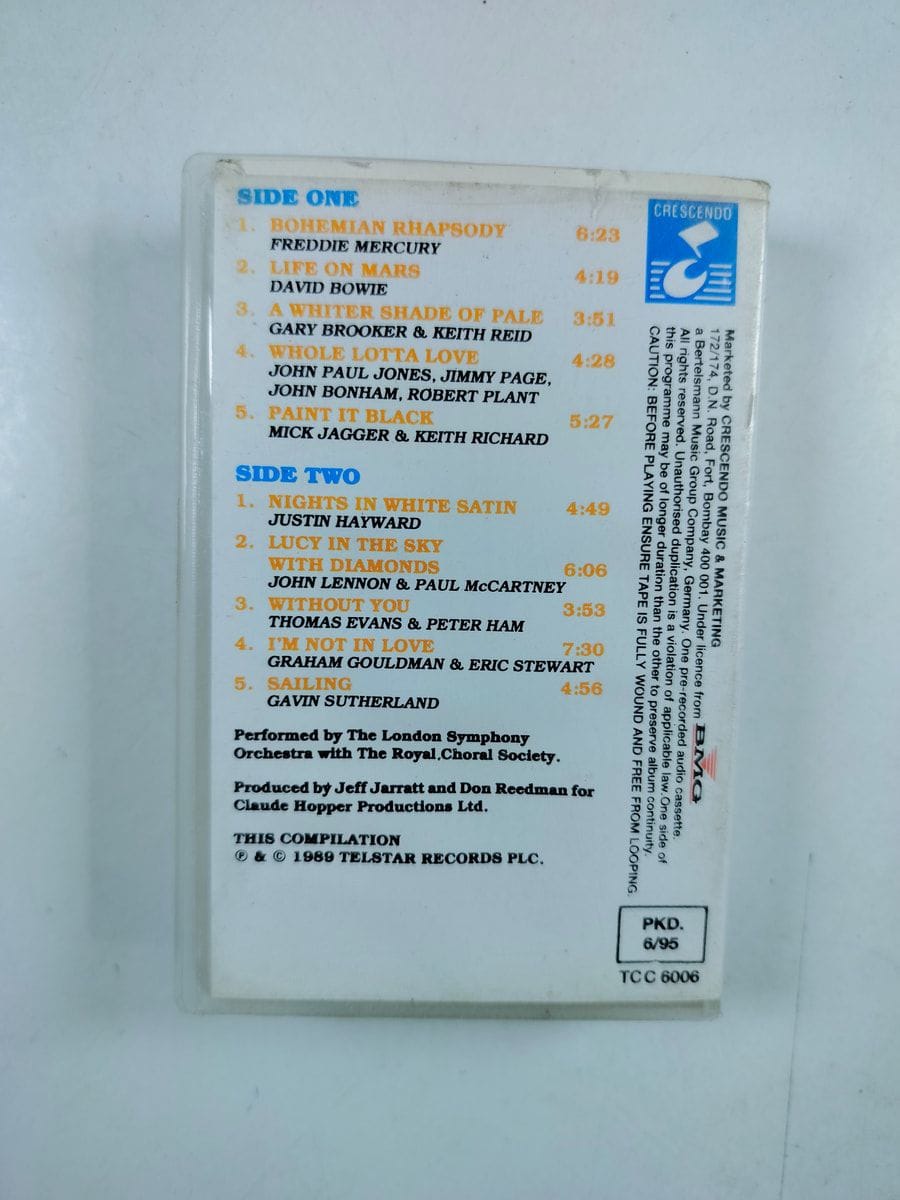 SIDE ONE
1. BOHEMIAN RHAPSODY 6:23
FREDDIE MERCURY
2. LIFE ON MARS 4:19
DAVID BOWIE
3. A WHITER SHADE OF PALE 3:51
GARY BROOKER & KEITH REID
4. WHOLE LOTTA LOVE 4:28
JOHN PAUL JONES, JIMMY PAGE,
JOHN BONHAM, ROBERT PLANT
5. PAINT IT BLACK 5:27
MICK JAGGER & KEITH RICHARD
SIDE TWO
1. NIGHTS IN WHITE SATIN 4:49
JUSTIN HAYWARD
2. LUCY IN THE SKY
WITH DIAMONDS 6:06
JOHN LENNON & PAUL McCARTNEY
3. WITHOUT YOU 3:53
THOMAS EVANS & PETER HAM
4. I'M NOT IN LOVE 7:30
GRAHAM GOULDMAN & ERIC STEWART
5. SAILING 4:56
GAVIN SUTHERLAND
Performed by The London Symphony
Orchestra with The Royal Choral Society.
Produced by Jeff Jarratt and Don Reedman for
Claude Hopper Productions Ltd.
THIS COMPILATION
℗ & © 1989 TELSTAR RECORDS PLC.
CRESCENDO
Marketed by CRESCENDO MUSIC & MARKETING
172/174, D.N. Road, Fort, Bombay 400 001. Under licence from BMG
a Bertelsmann Music Group Company, Germany. One pre-recorded audio cassette.
All rights reserved. Unauthorised duplication is a violation of applicable law. One side of
this programme may be of longer duration than the other to preserve album continuity.
CAUTION: BEFORE PLAYING ENSURE TAPE IS FULLY WOUND AND FREE FROM LOOPING.
PKD.
6/95
TCC 6006